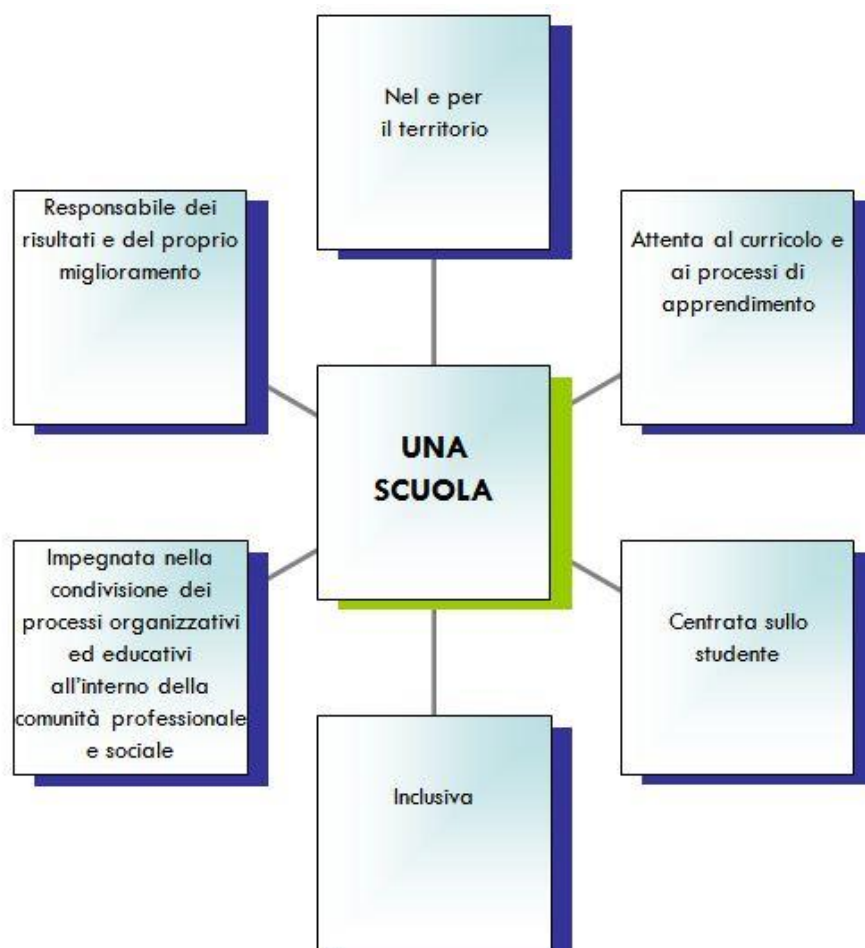 Nel e per
il territorio
Responsabile dei
risultati e del proprio
miglioramento
Attenta al curricolo e
ai processi di
apprendimento
UNA
SCUOLA
Impegnata nella
condivisione dei
processi organizzativi
ed educativi
all'interno della
comunità professionale
e sociale
Centrata sullo
studente
Inclusiva